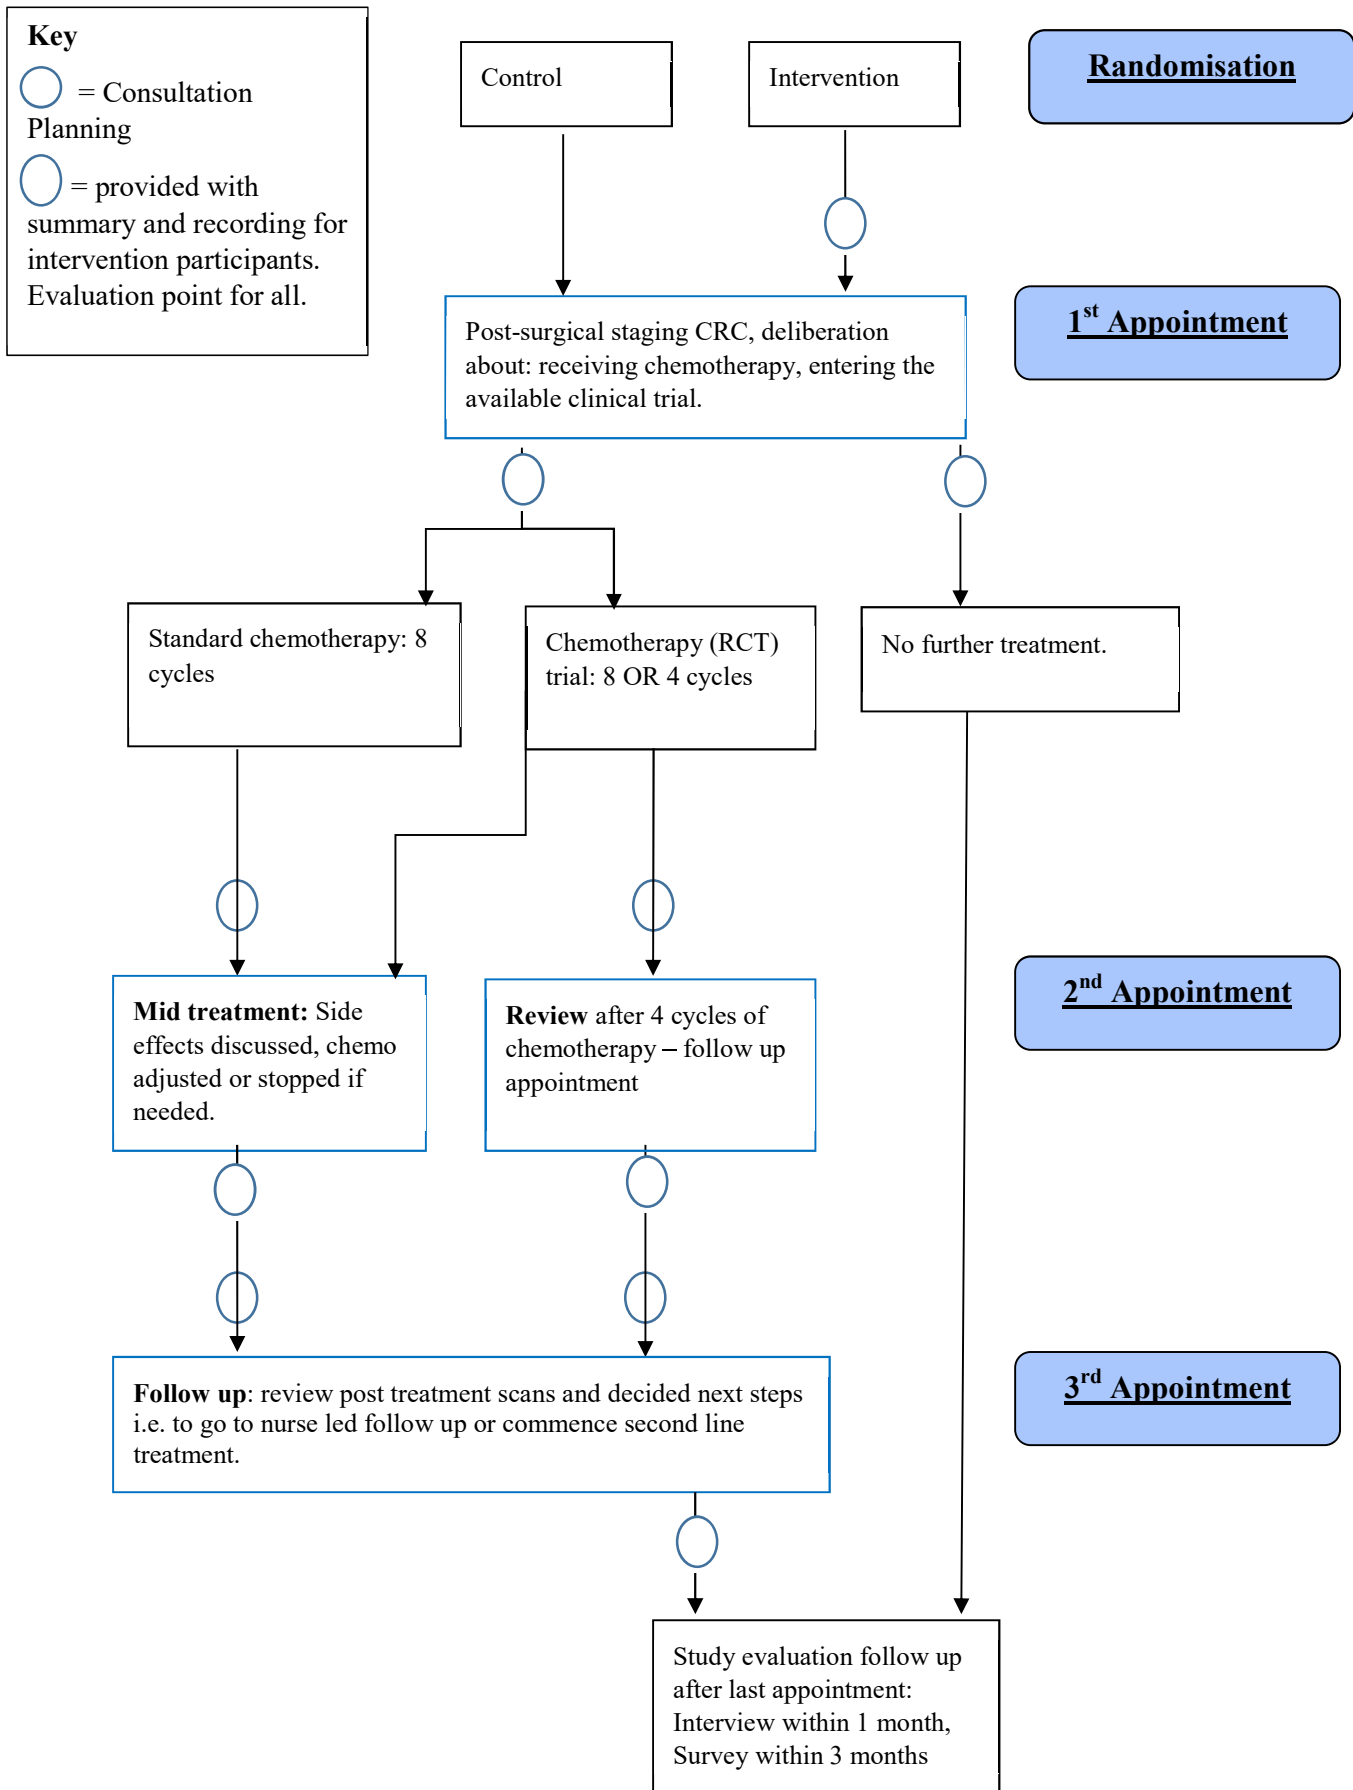 Key
= Consultation
Planning
= provided with
summary and recording for
intervention participants.
Evaluation point for all.
Control
Intervention
Randomisation
Post-surgical staging CRC, deliberation
about: receiving chemotherapy, entering the
available clinical trial.
1st Appointment
Standard chemotherapy: 8
cycles
Chemotherapy (RCT)
trial: 8 OR 4 cycles
No further treatment.
Mid treatment: Side
effects discussed, chemo
adjusted or stopped if
needed.
Review after 4 cycles of
chemotherapy – follow up
appointment
2nd Appointment
Follow up: review post treatment scans and decided next steps
i.e. to go to nurse led follow up or commence second line
treatment.
3rd Appointment
Study evaluation follow up
after last appointment:
Interview within 1 month,
Survey within 3 months